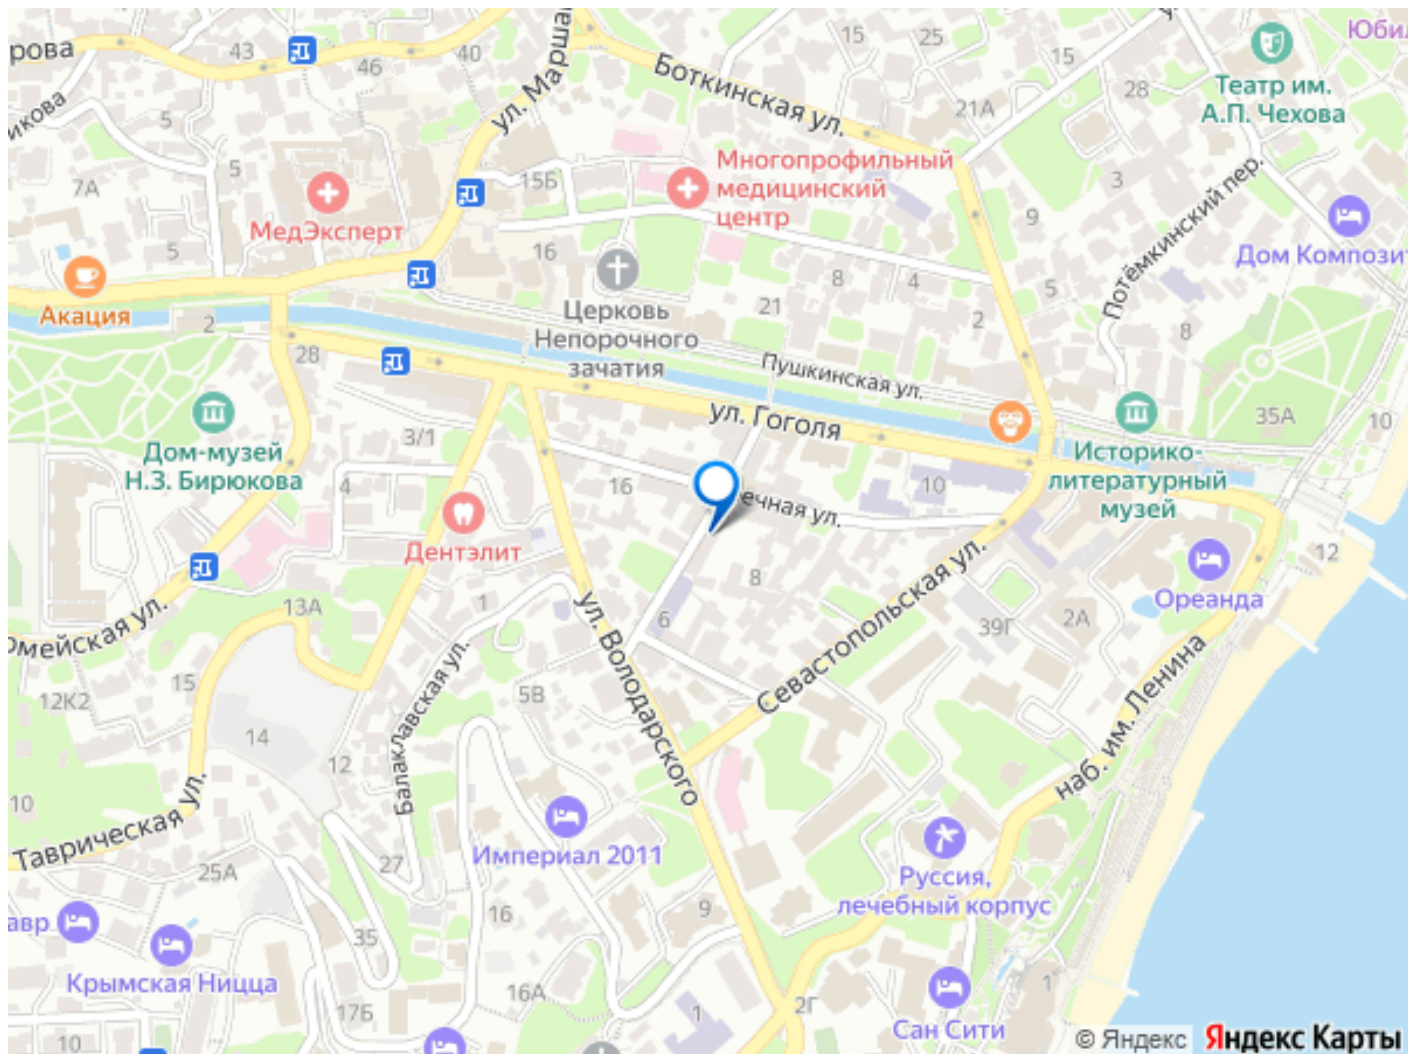 рова
43
46
40
ул. Марша
15
25
15
Юби
Боткинская ул.
21А
28
Театр им.
А.П. Чехова
икова
5
5
7А
5
МедЭксперт
15Б
16
Многопрофильный
медицинский
центр
3
9
Потёмкинский пер.
Дом Композит
Акация
2
28
Церковь
Непорочного
зачатия
21
8
4
2
5
8
Пушкинская ул.
ул. Гоголя
35А
10
Дом-музей
Н.З. Бирюкова
3/1
4
16
ечная ул.
10
Историко-
литературный
музей
Дентэлит
12
Ореанда
8
6
1
13А
омейская ул.
ул. Володарского
Севастопольская ул.
39Г
2А
наб. им. Ленина
15
12К2
14
12
5В
Балаклавская ул.
10
Таврическая ул.
25А
27
Империал 2011
Руссия,
лечебный корпус
авр
Крымская Ницца
35
16
9
17Б
16А
1
2Г
1
Сан Сити
10
© Яндекс Яндекс Карты